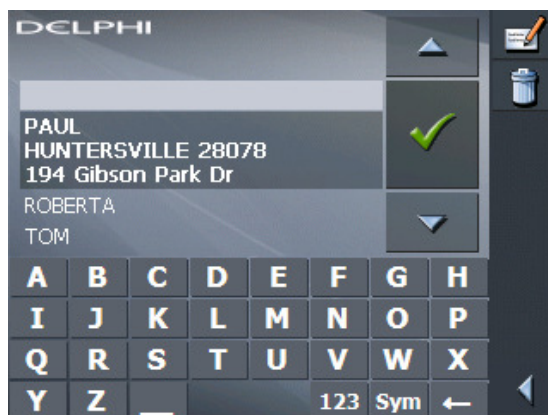 DELPHI
PAUL
HUNTERSVILLE 28078
194 Gibson Park Dr
ROBERTA
TOM
A B C D E F G H
I J K L M N O P
Q R S T U V W X
Y Z _ 123 Sym ←